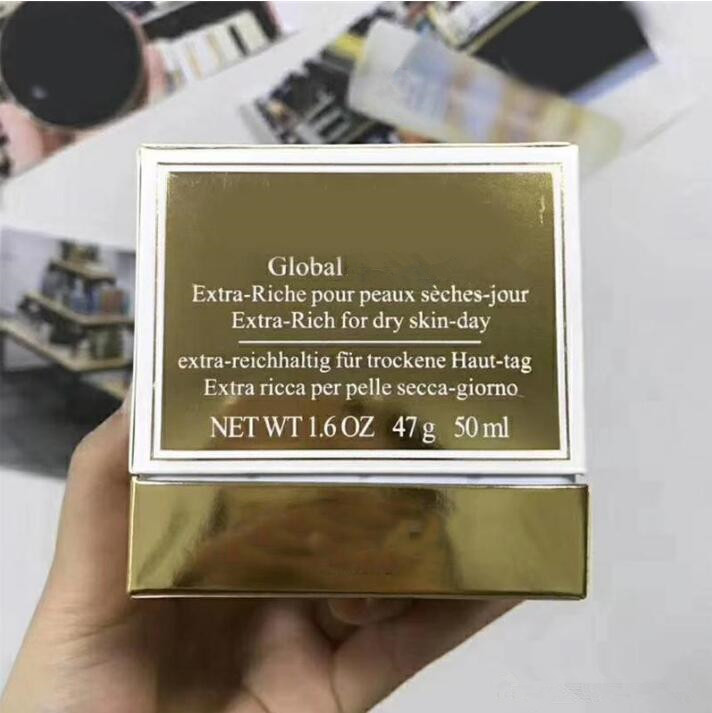 Global
Extra-Riche pour peaux sèches-jour
Extra-Rich for dry skin-day
extra-reichhaltig für trockene Haut-tag
Extra ricca per pelle secca-giorno
NET WT 1.6 OZ 47 g 50 ml